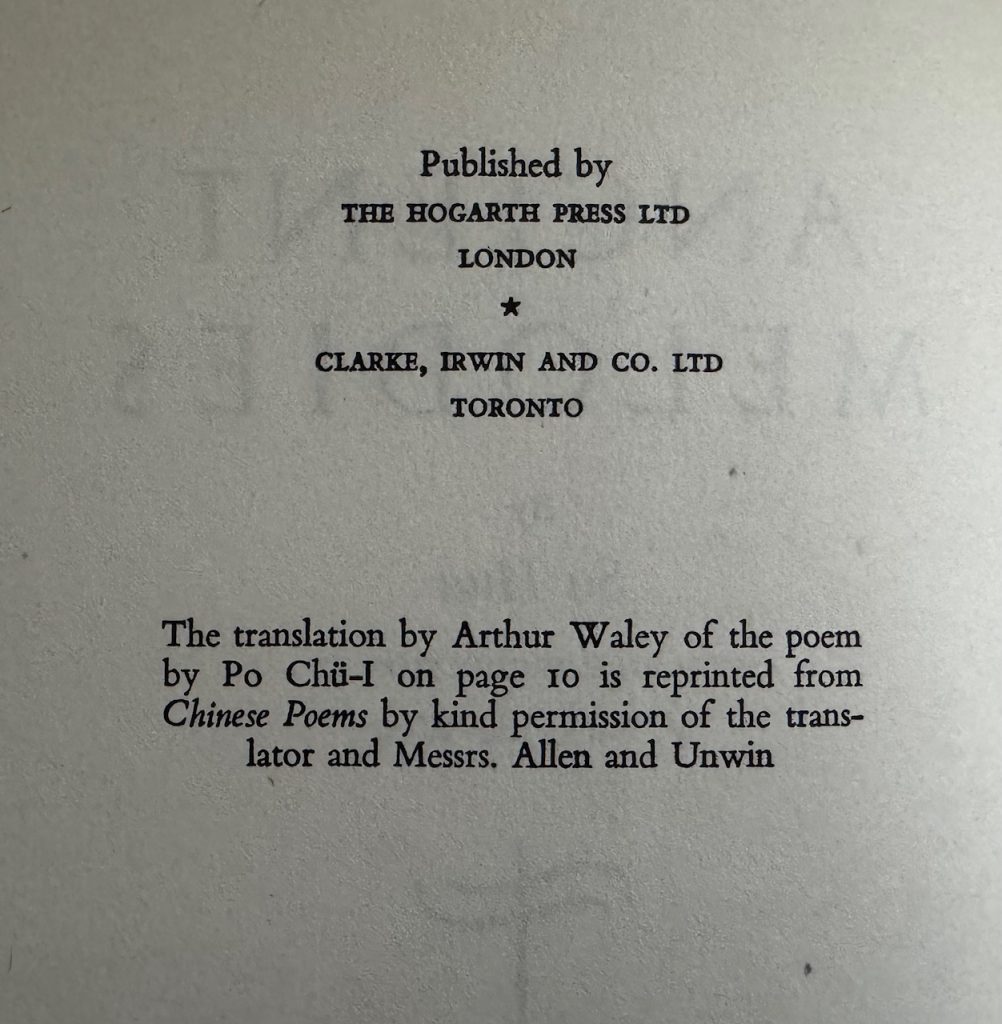 Published by
THE HOGARTH PRESS LTD
LONDON
★
CLARKE, IRWIN AND CO. LTD
TORONTO
The translation by Arthur Waley of the poem
by Po Chü-I on page 10 is reprinted from
Chinese Poems by kind permission of the trans-
lator and Messrs. Allen and Unwin